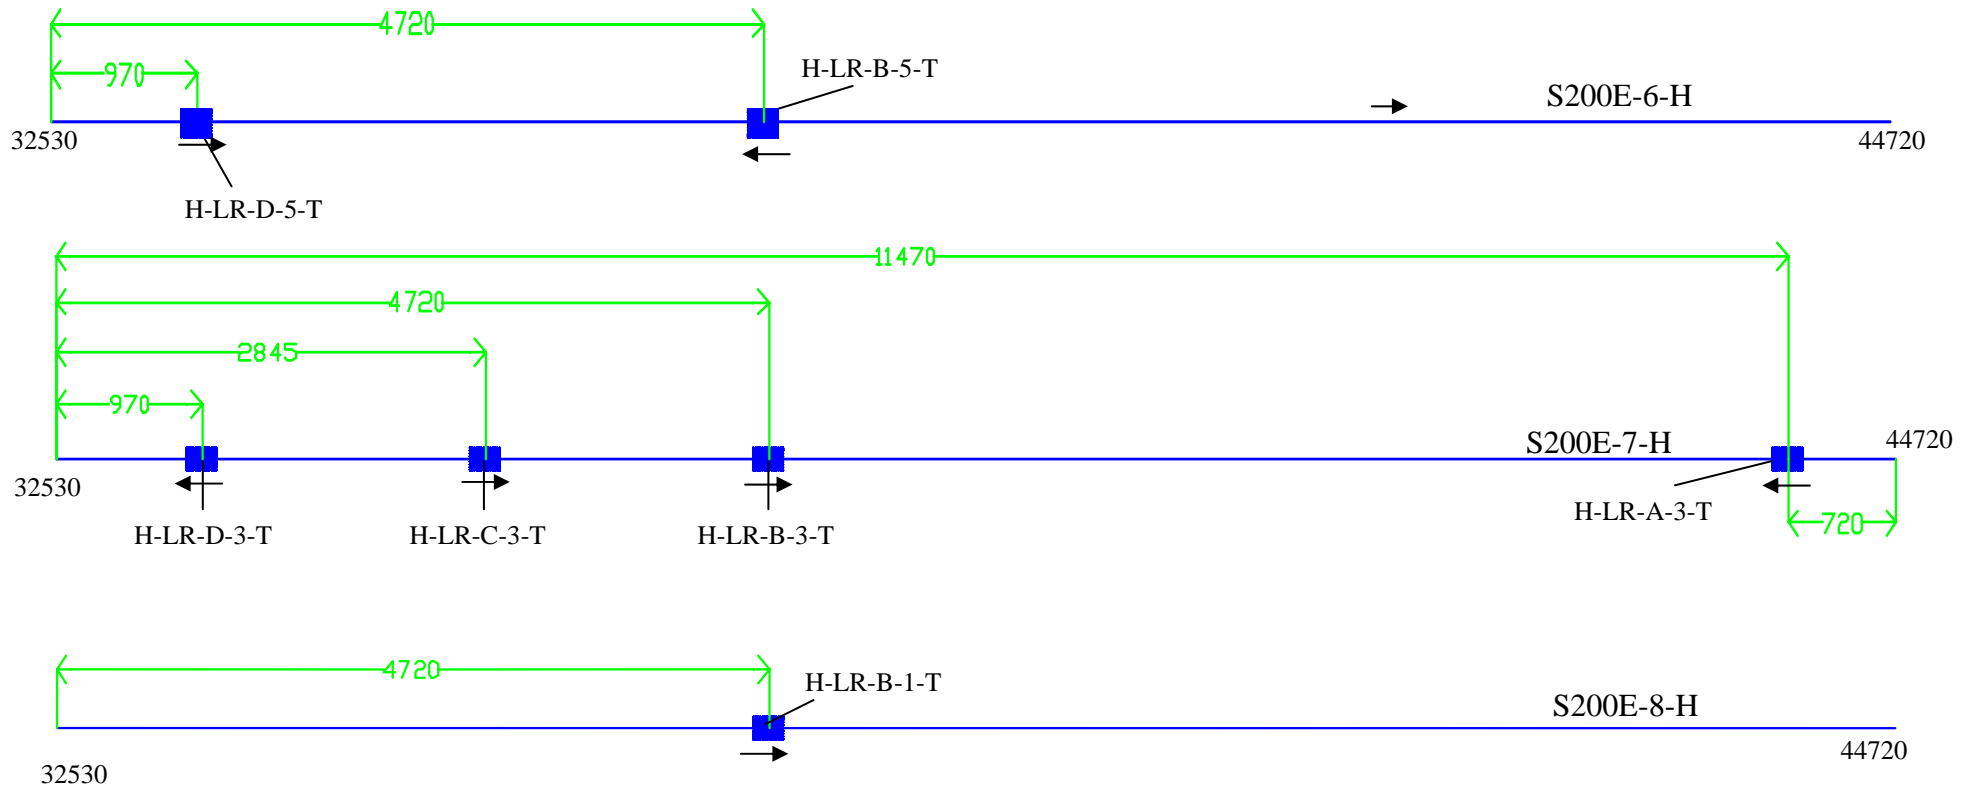 4720
970
H-LR-B-5-T
S200E-6-H
32530
44720
H-LR-D-5-T
11470
4720
2845
970
S200E-7-H
44720
32530
H-LR-A-3-T
720
H-LR-D-3-T
H-LR-C-3-T
H-LR-B-3-T
4720
H-LR-B-1-T
S200E-8-H
44720
32530